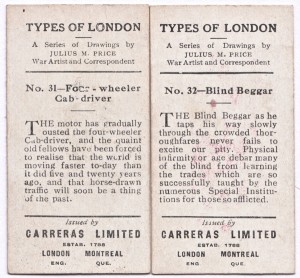 TYPES OF LONDON
A Series of Drawings by
JULIUS M. PRICE
War Artist and Correspondent
No. 31—Four-wheeler
Cab-driver
THE motor has gradually
ousted the four-wheeler
Cab-driver, and the quaint
old fellows have been forced
to realise that the world is
moving faster to-day than
it did five and twenty years
ago, and that horse-drawn
traffic will soon be a thing
of the past.
Issued by
CARRERAS LIMITED
ESTAB. 1788
LONDON MONTREAL
ENG: QUE.
TYPES OF LONDON
A Series of Drawings by
JULIUS M. PRICE
War Artist and Correspondent
No. 32—Blind Beggar
THE Blind Beggar as he
taps his way slowly
through the crowded thor-
oughfares never fails to
excite our pity. Physical
infirmity or age debar many
of the blind from learning
the trades which are so
successfully taught by the
numerous Special Institu-
tions for those so afflicted.
Issued by
CARRERAS LIMITED
ESTAB. 1788
LONDON MONTREAL
ENG. QUE.